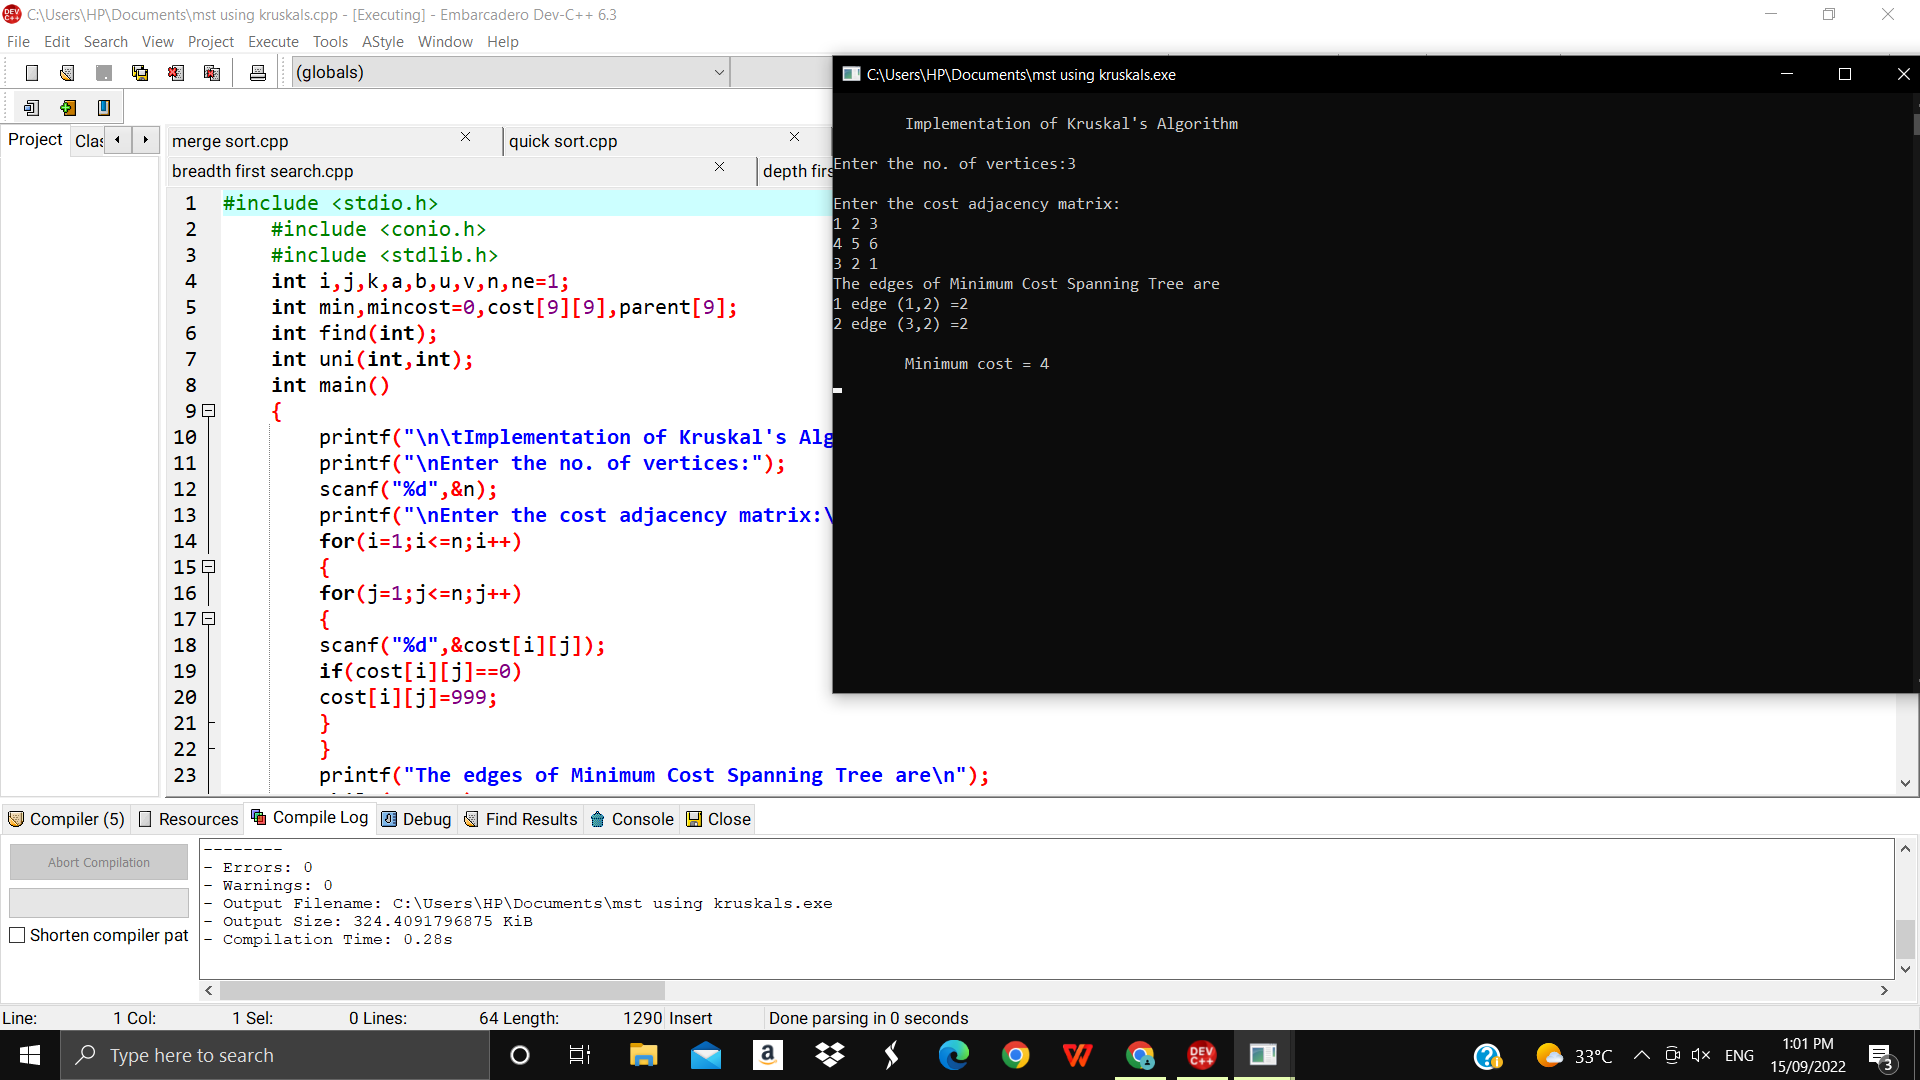 C:\Users\HP\Documents\mst using kruskals.cpp - [Executing] - Embarcadero Dev-C++ 6.3
File Edit Search View Project Execute Tools AStyle Window Help
(globals)
Project Clas
merge sort.cpp quick sort.cpp
breadth first search.cpp depth firs
1 #include <stdio.h>
2 #include <conio.h>
3 #include <stdlib.h>
4 int i,j,k,a,b,u,v,n,ne=1;
5 int min,mincost=0,cost[9][9],parent[9];
6 int find(int);
7 int uni(int,int);
8 int main()
9 {
10 printf("\n\tImplementation of Kruskal's Alg
11 printf("\nEnter the no. of vertices:");
12 scanf("%d",&n);
13 printf("\nEnter the cost adjacency matrix:\
14 for(i=1;i<=n;i++)
15 {
16 for(j=1;j<=n;j++)
17 {
18 scanf("%d",&cost[i][j]);
19 if(cost[i][j]==0)
20 cost[i][j]=999;
21 }
22 }
23 printf("The edges of Minimum Cost Spanning Tree are\n");
C:\Users\HP\Documents\mst using kruskals.exe
Implementation of Kruskal's Algorithm
Enter the no. of vertices:3
Enter the cost adjacency matrix:
1 2 3
4 5 6
3 2 1
The edges of Minimum Cost Spanning Tree are
1 edge (1,2) =2
2 edge (3,2) =2
Minimum cost = 4
Compiler (5) Resources Compile Log Debug Find Results Console Close
Abort Compilation
Shorten compiler pat
--------
- Errors: 0
- Warnings: 0
- Output Filename: C:\Users\HP\Documents\mst using kruskals.exe
- Output Size: 324.4091796875 KiB
- Compilation Time: 0.28s
Line: 1 Col: 1 Sel: 0 Lines: 64 Length: 1290 Insert Done parsing in 0 seconds
Type here to search
DEV C++
33°C ENG
1:01 PM
15/09/2022
3